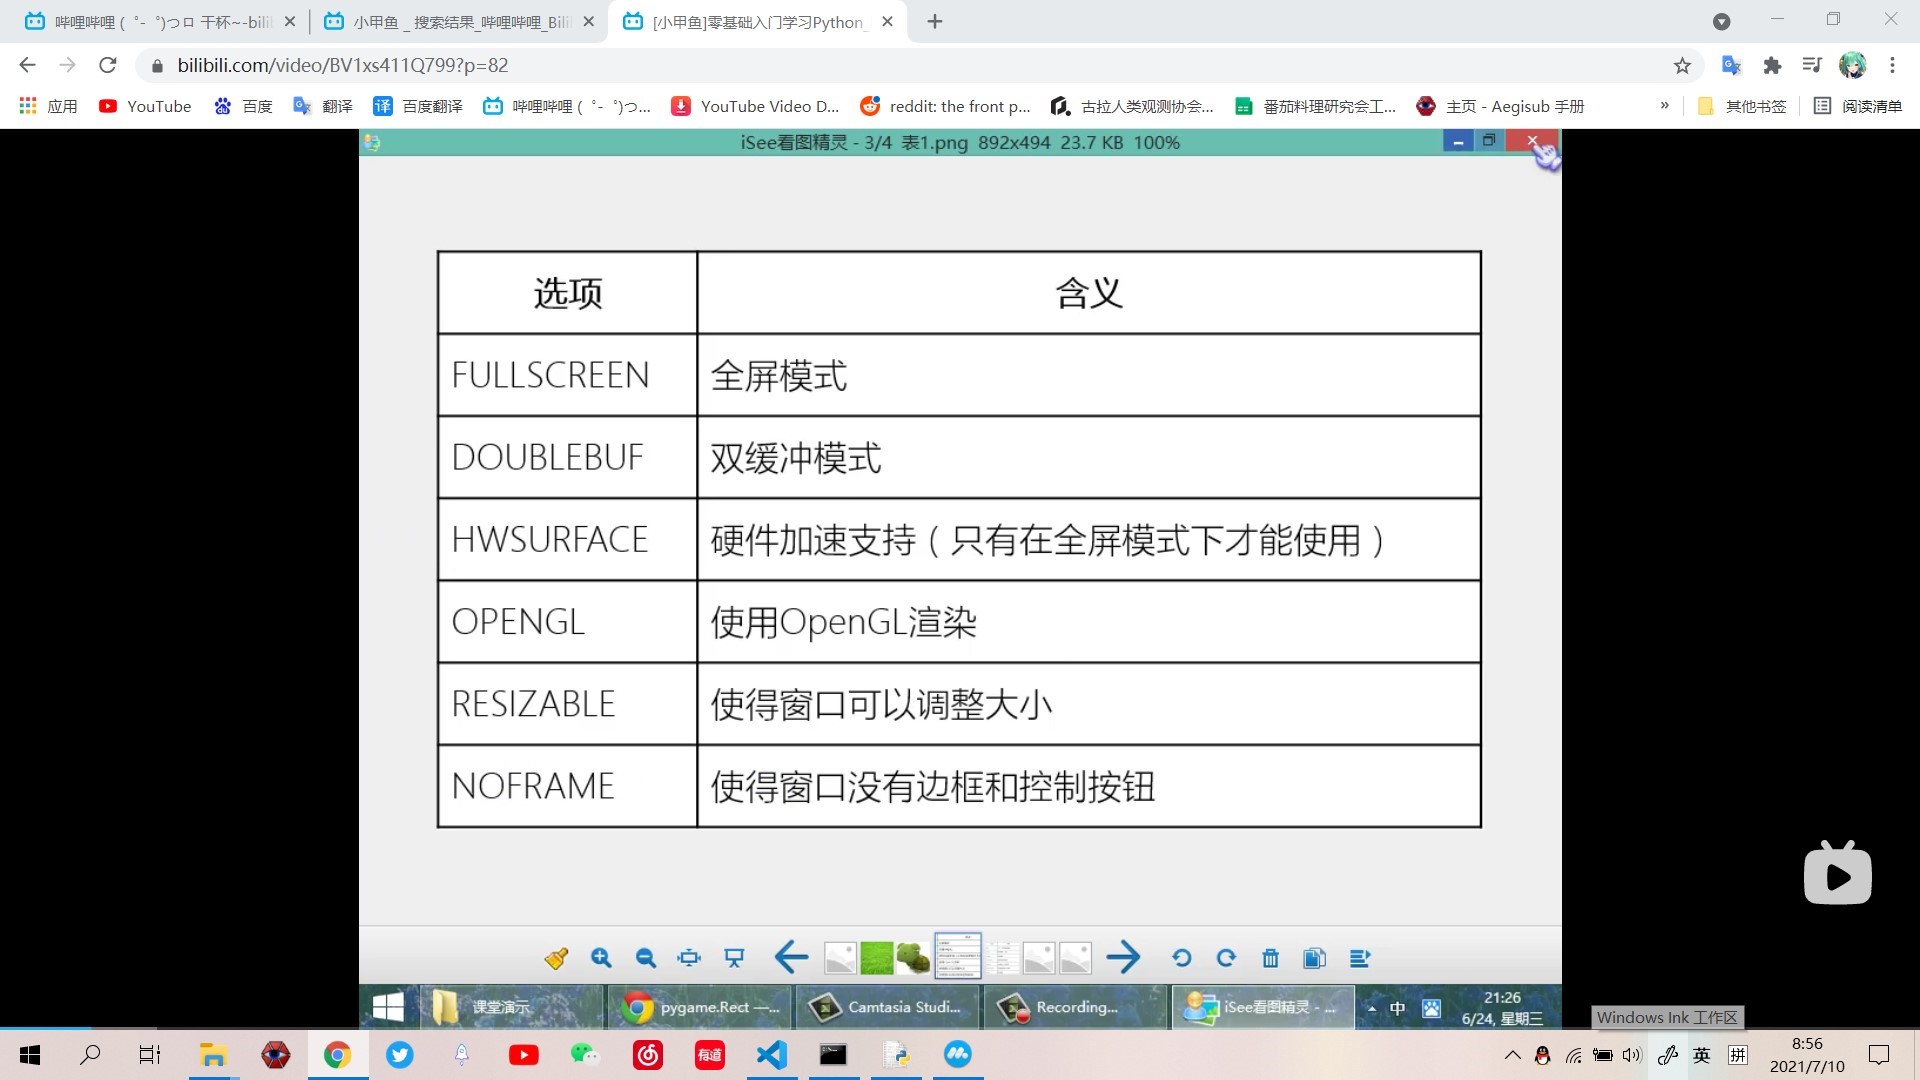 哔哩哔哩 (゜-゜)つロ 干杯~-bili
小甲鱼 _ 搜索结果_哔哩哔哩_Bili
[小甲鱼]零基础入门学习Python_
bilibili.com/video/BV1xs411Q799?p=82
应用
YouTube
百度
翻译
百度翻译
哔哩哔哩 (゜-゜)つ...
YouTube Video D...
reddit: the front p...
古拉人类观测协会...
番茄料理研究会工...
主页 - Aegisub 手册
»
其他书签
阅读清单
iSee看图精灵 - 3/4 表1.png 892x494 23.7 KB 100%
选项 含义
FULLSCREEN 全屏模式
DOUBLEBUF 双缓冲模式
HWSURFACE 硬件加速支持（只有在全屏模式下才能使用）
OPENGL 使用OpenGL渲染
RESIZABLE 使得窗口可以调整大小
NOFRAME 使得窗口没有边框和控制按钮
课堂演示
pygame.Rect —...
Camtasia Studi...
Recording...
iSee看图精灵 - ...
中
21:26
6/24, 星期三
Windows Ink 工作区
有道
英
拼
8:56
2021/7/10